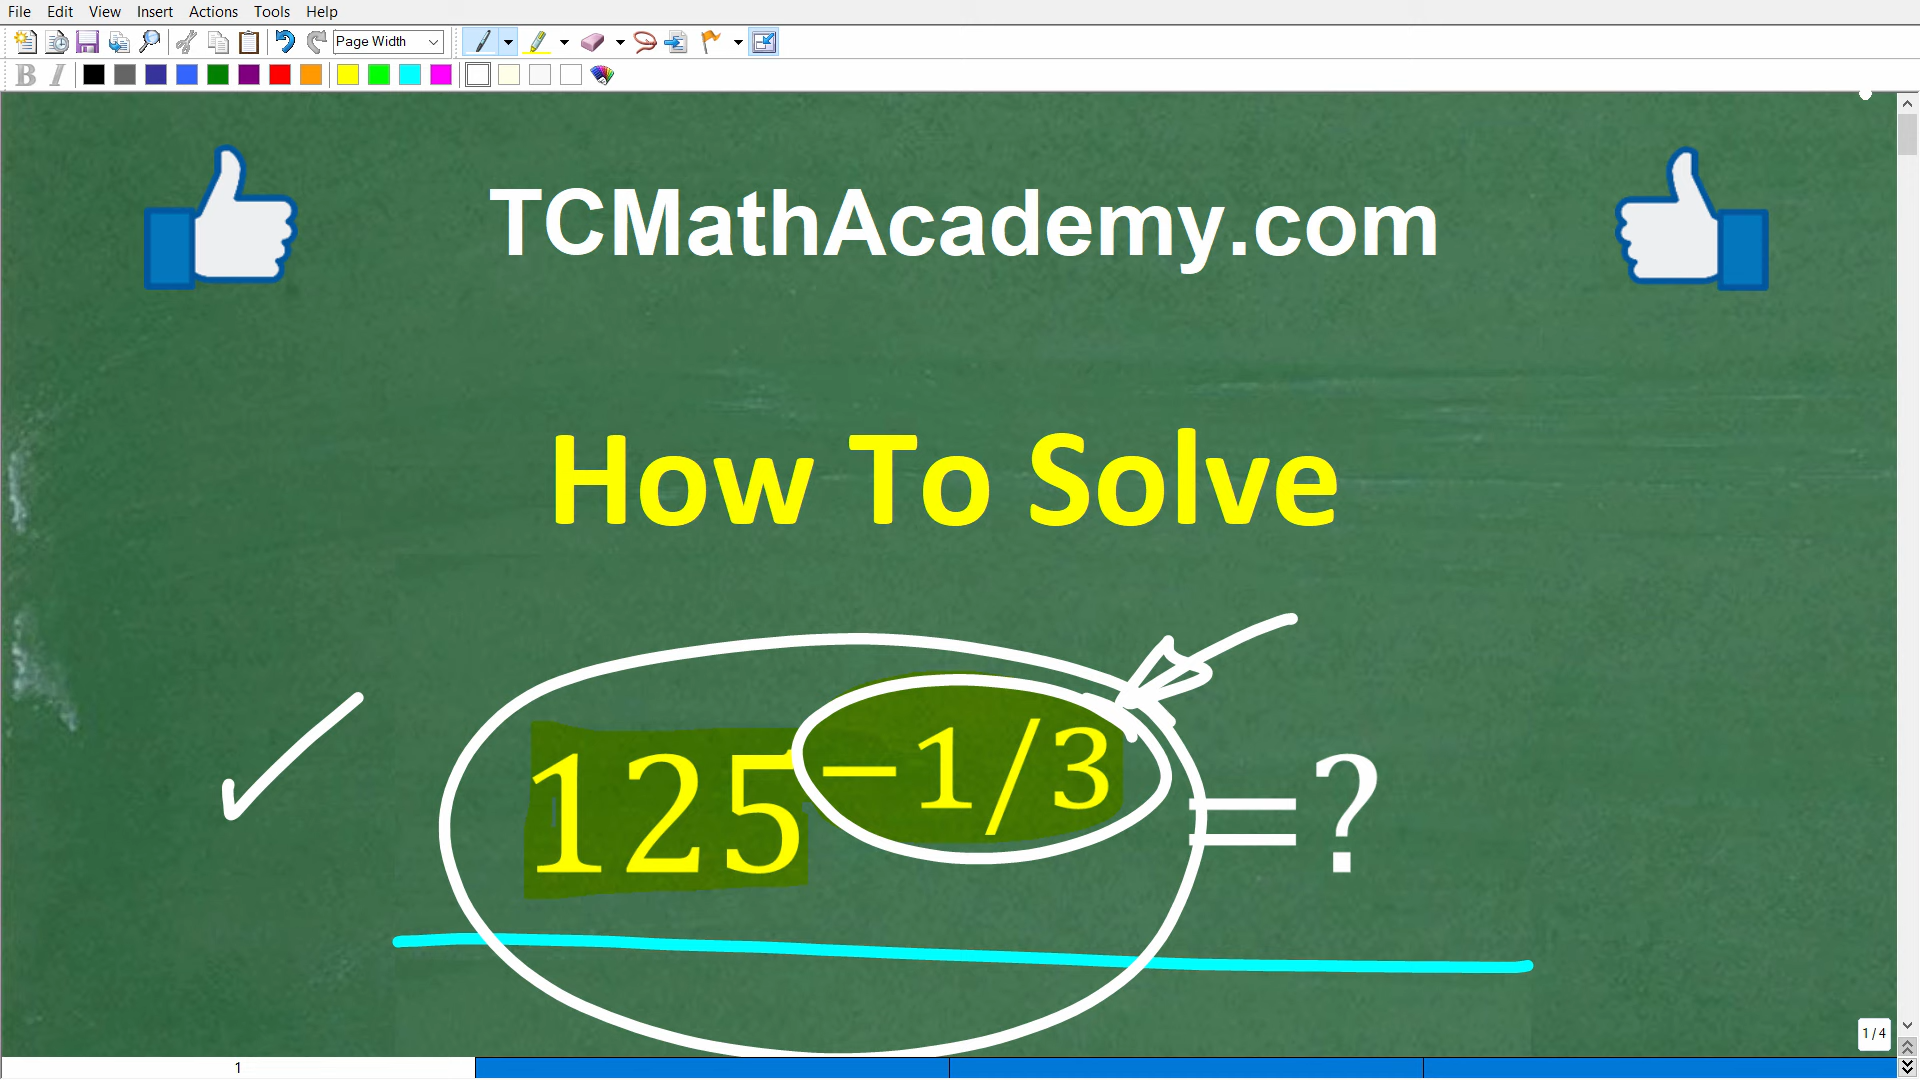 File Edit View Insert Actions Tools Help
Page Width
B I
TCMathAcademy.com
How To Solve
125^{-1/3} = ?
1/4
1